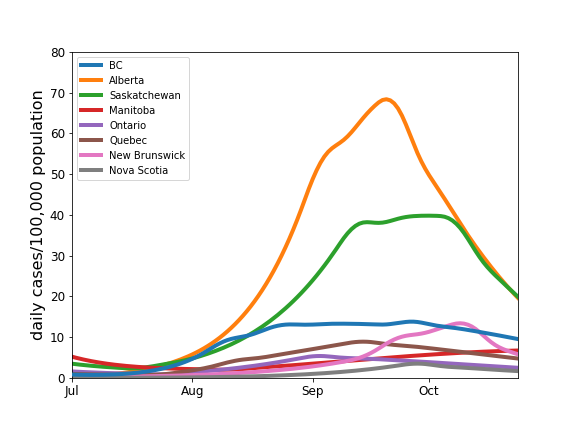 daily cases/100,000 population
80
70
60
50
40
30
20
10
0
BC
Alberta
Saskatchewan
Manitoba
Ontario
Quebec
New Brunswick
Nova Scotia
Jul Aug Sep Oct